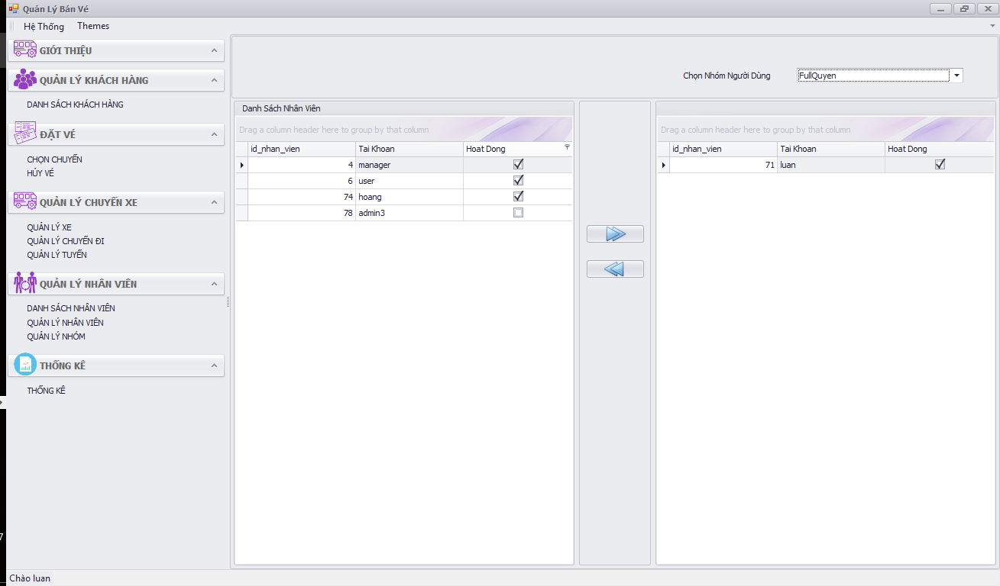 Quản Lý Bán Vé
Hệ Thống Themes
GIỚI THIỆU
QUẢN LÝ KHÁCH HÀNG
DANH SÁCH KHÁCH HÀNG
ĐẶT VÉ
CHỌN CHUYẾN
HỦY VÉ
QUẢN LÝ CHUYẾN XE
QUẢN LÝ XE
QUẢN LÝ CHUYẾN ĐI
QUẢN LÝ TUYẾN
QUẢN LÝ NHÂN VIÊN
DANH SÁCH NHÂN VIÊN
QUẢN LÝ NHÂN VIÊN
QUẢN LÝ NHÓM
THỐNG KÊ
THỐNG KÊ
Chọn Nhóm Người Dùng FullQuyen
Danh Sách Nhân Viên
Drag a column header here to group by that column
id_nhan_vien Tai Khoan Hoat Dong
4 manager
6 user
74 hoang
78 admin3
Drag a column header here to group by that column
id_nhan_vien Tai Khoan Hoat Dong
71 luan
7
Chào luan